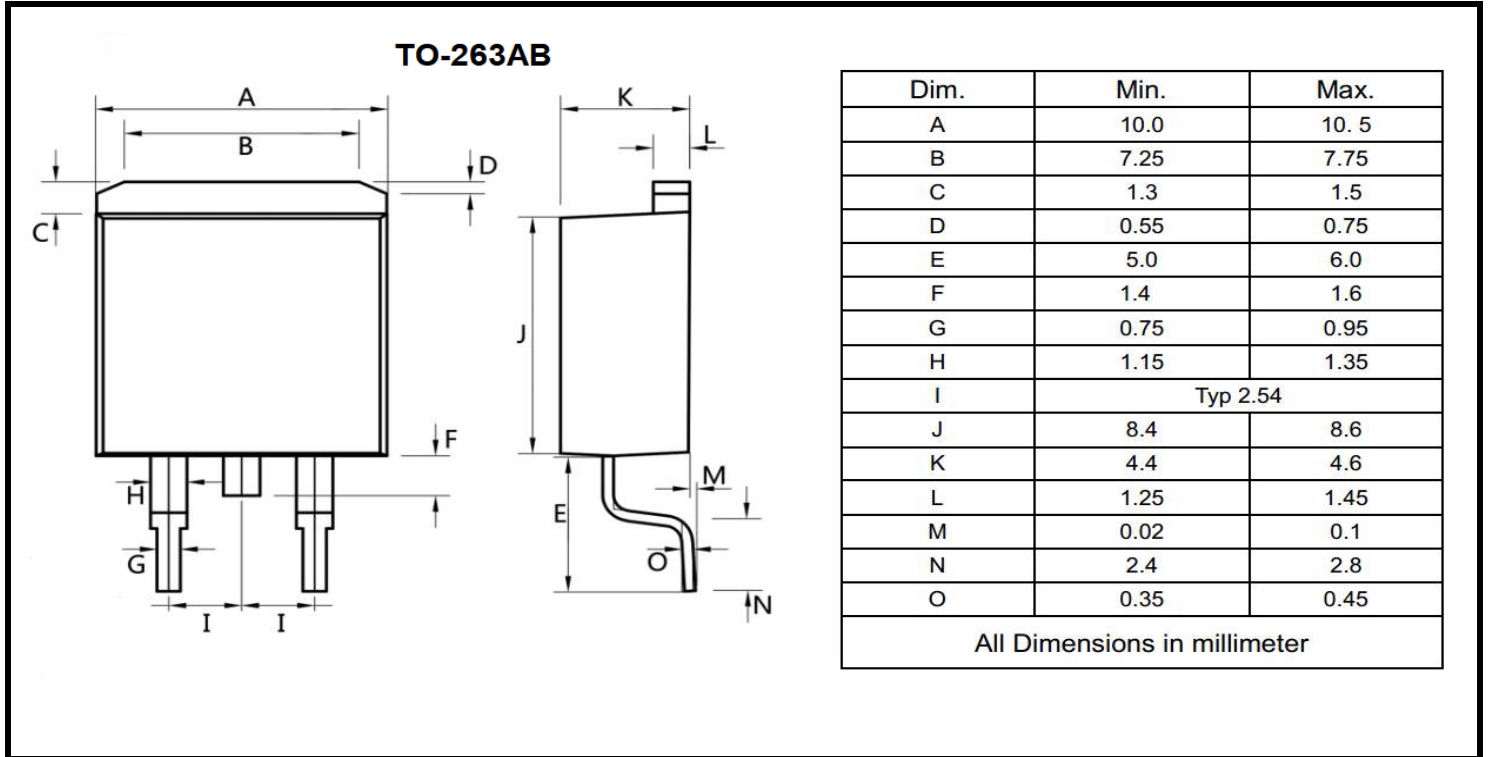 TO-263AB
A
B
C
D
E
F
G
H
I I
J
K
L
M
N
O
Dim. Min. Max.
A 10.0 10. 5
B 7.25 7.75
C 1.3 1.5
D 0.55 0.75
E 5.0 6.0
F 1.4 1.6
G 0.75 0.95
H 1.15 1.35
I Typ 2.54
J 8.4 8.6
K 4.4 4.6
L 1.25 1.45
M 0.02 0.1
N 2.4 2.8
O 0.35 0.45
All Dimensions in millimeter